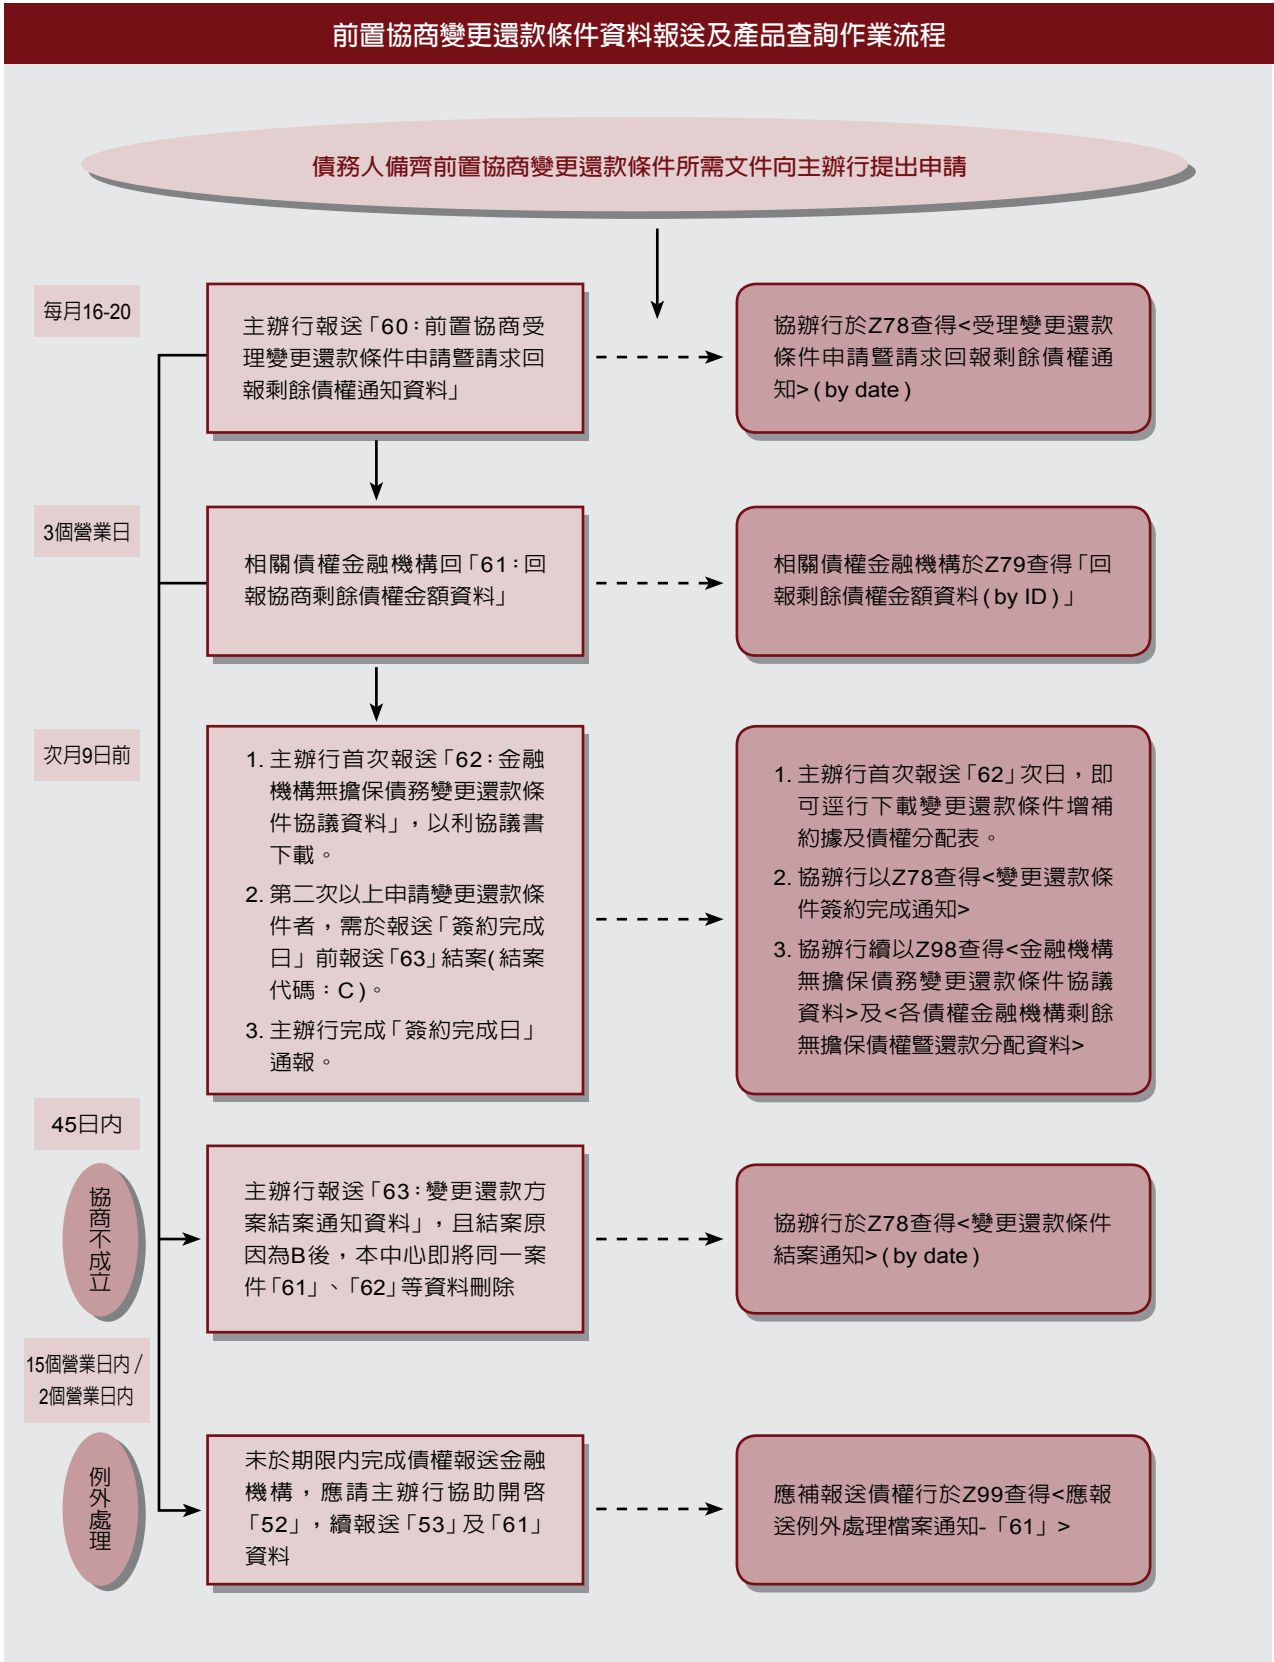 前置協商變更還款條件資料報送及產品查詢作業流程
債務人備齊前置協商變更還款條件所需文件向主辦行提出申請
每月16-20
主辦行報送「60：前置協商受
理變更還款條件申請暨請求回
報剩餘債權通知資料」
協辦行於Z78查得<受理變更還款
條件申請暨請求回報剩餘債權通
知> ( by date )
3個營業日
相關債權金融機構回「61：回
報協商剩餘債權金額資料」
相關債權金融機構於Z79查得「回
報剩餘債權金額資料 ( by ID ) 」
次月9日前
1. 主辦行首次報送「62：金融
機構無擔保債務變更還款條
件協議資料」，以利協議書
下載。
2. 第二次以上申請變更還款條
件者，需於報送「簽約完成
日」前報送「63」結案( 結案
代碼：C )。
3. 主辦行完成「簽約完成日」
通報。
1. 主辦行首次報送「62」次日，即
可逕行下載變更還款條件增補
約據及債權分配表。
2. 協辦行以Z78查得<變更還款條
件簽約完成通知>
3. 協辦行續以Z98查得<金融機構
無擔保債務變更還款條件協議
資料>及<各債權金融機構剩餘
無擔保債權暨還款分配資料>
45日內
協商不成立
主辦行報送「63：變更還款方
案結案通知資料」，且結案原
因為B後，本中心即將同一案
件「61」、「62」等資料刪除
協辦行於Z78查得<變更還款條件
結案通知> ( by date )
15個營業日內 /
2個營業日內
例外處理
未於期限內完成債權報送金融
機構，應請主辦行協助開啓
「52」，續報送「53」及「61」
資料
應補報送債權行於Z99查得<應報
送例外處理檔案通知-「61」>